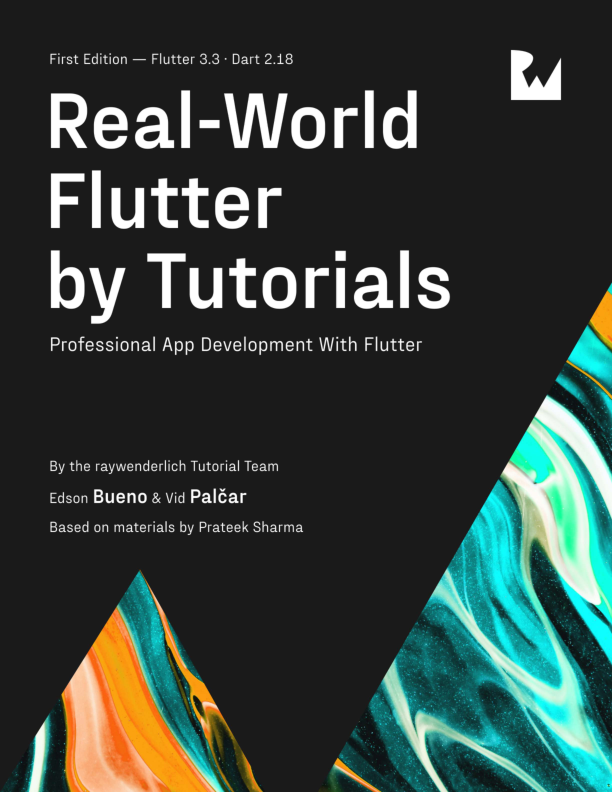 First Edition — Flutter 3.3 · Dart 2.18
Real-World
Flutter
by Tutorials
Professional App Development With Flutter
By the raywenderlich Tutorial Team
Edson Bueno & Vid Palčar
Based on materials by Prateek Sharma